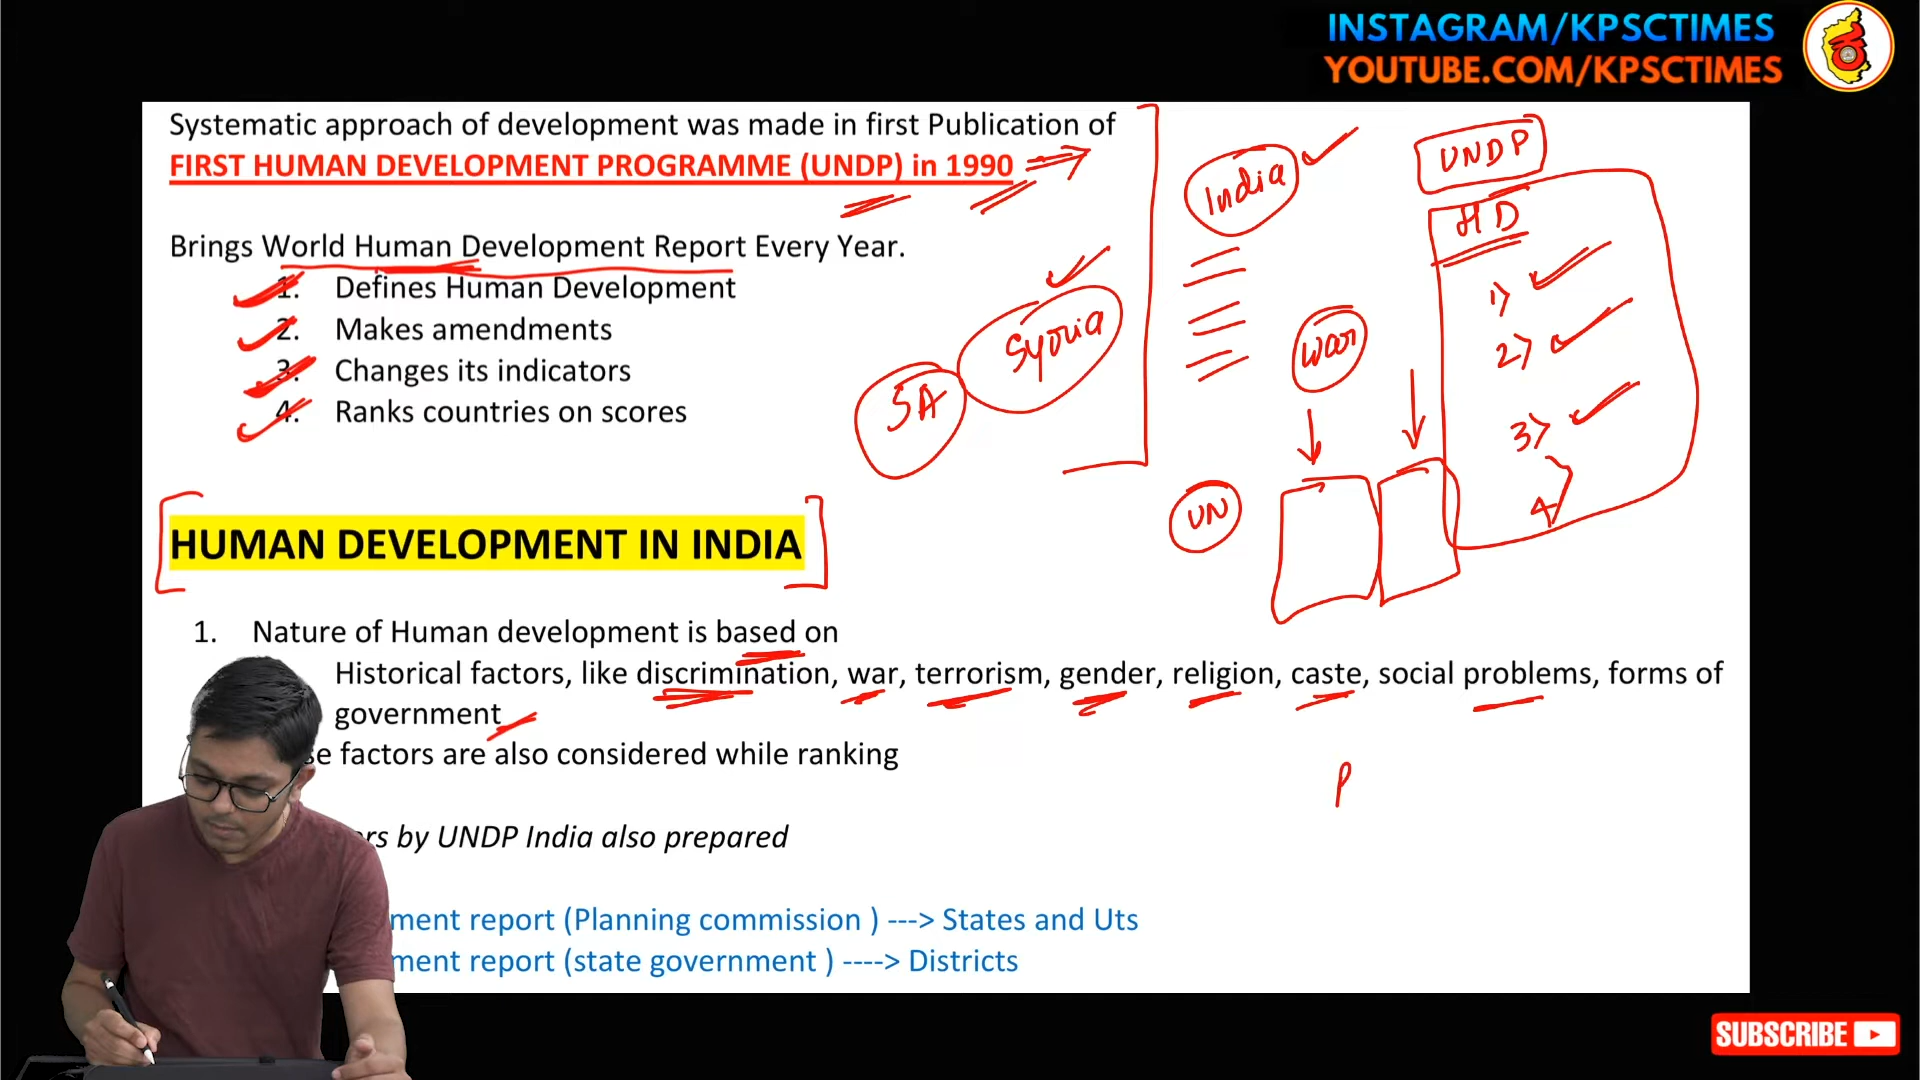 INSTAGRAM/KPSCTIMES
YOUTUBE.COM/KPSCTIMES
Systematic approach of development was made in first Publication of
FIRST HUMAN DEVELOPMENT PROGRAMME (UNDP) in 1990
Brings World Human Development Report Every Year.
1. Defines Human Development
2. Makes amendments
3. Changes its indicators
4. Ranks countries on scores
India
UNDP
HD
1)
2)
3)
4)
Syria
SA
war
UN
HUMAN DEVELOPMENT IN INDIA
1. Nature of Human development is based on
Historical factors, like discrimination, war, terrorism, gender, religion, caste, social problems, forms of
government
factors are also considered while ranking
P
by UNDP India also prepared
report (Planning commission ) ---> States and Uts
report (state government ) ----> Districts
SUBSCRIBE